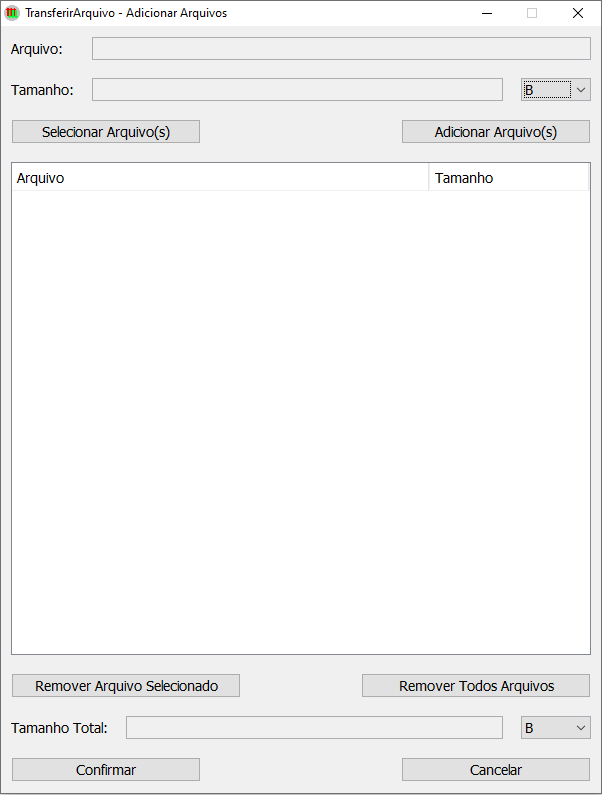 TransferirArquivo - Adicionar Arquivos
Arquivo:
Tamanho:
B
Selecionar Arquivo(s)
Adicionar Arquivo(s)
Arquivo
Tamanho
Remover Arquivo Selecionado
Remover Todos Arquivos
Tamanho Total:
B
Confirmar
Cancelar